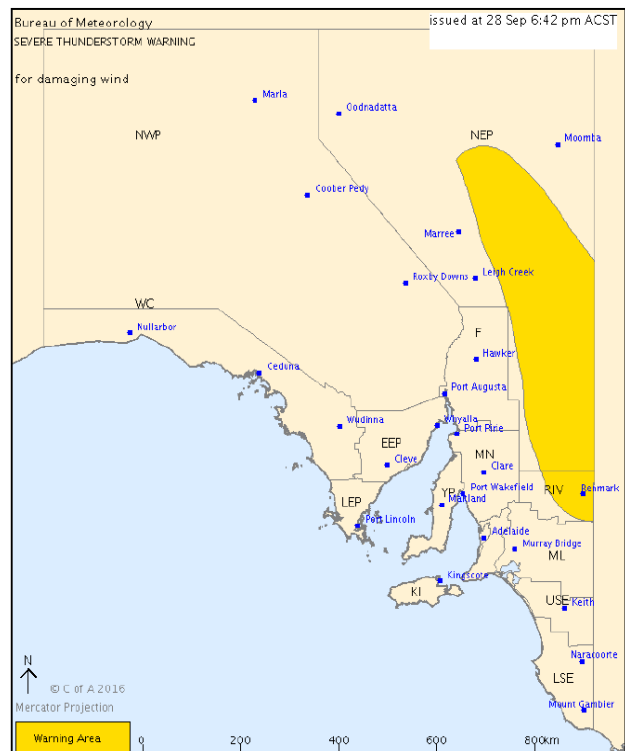 Bureau of Meteorology
issued at 28 Sep 6:42 pm ACST
SEVERE THUNDERSTORM WARNING
for damaging wind
Marla
Oodnadatta
NWP
NEP
Moomba
Coober Pedy
Marree
Roxby Downs
Leigh Creek
WC
Nullarbor
F
Hawker
Ceduna
Port Augusta
Wudinna
Whyalla
Port Pirie
EEP
MN
Cleve
Clare
LEP
YP
Port Wakefield
RIV
Renmark
Maitland
Port Lincoln
Adelaide
Murray Bridge
ML
Kingscote
KI
USE
Keith
N
Naracoorte
LSE
© C of A 2016
Mercator Projection
Mount Gambier
Warning Area
0 200 400 600 800km